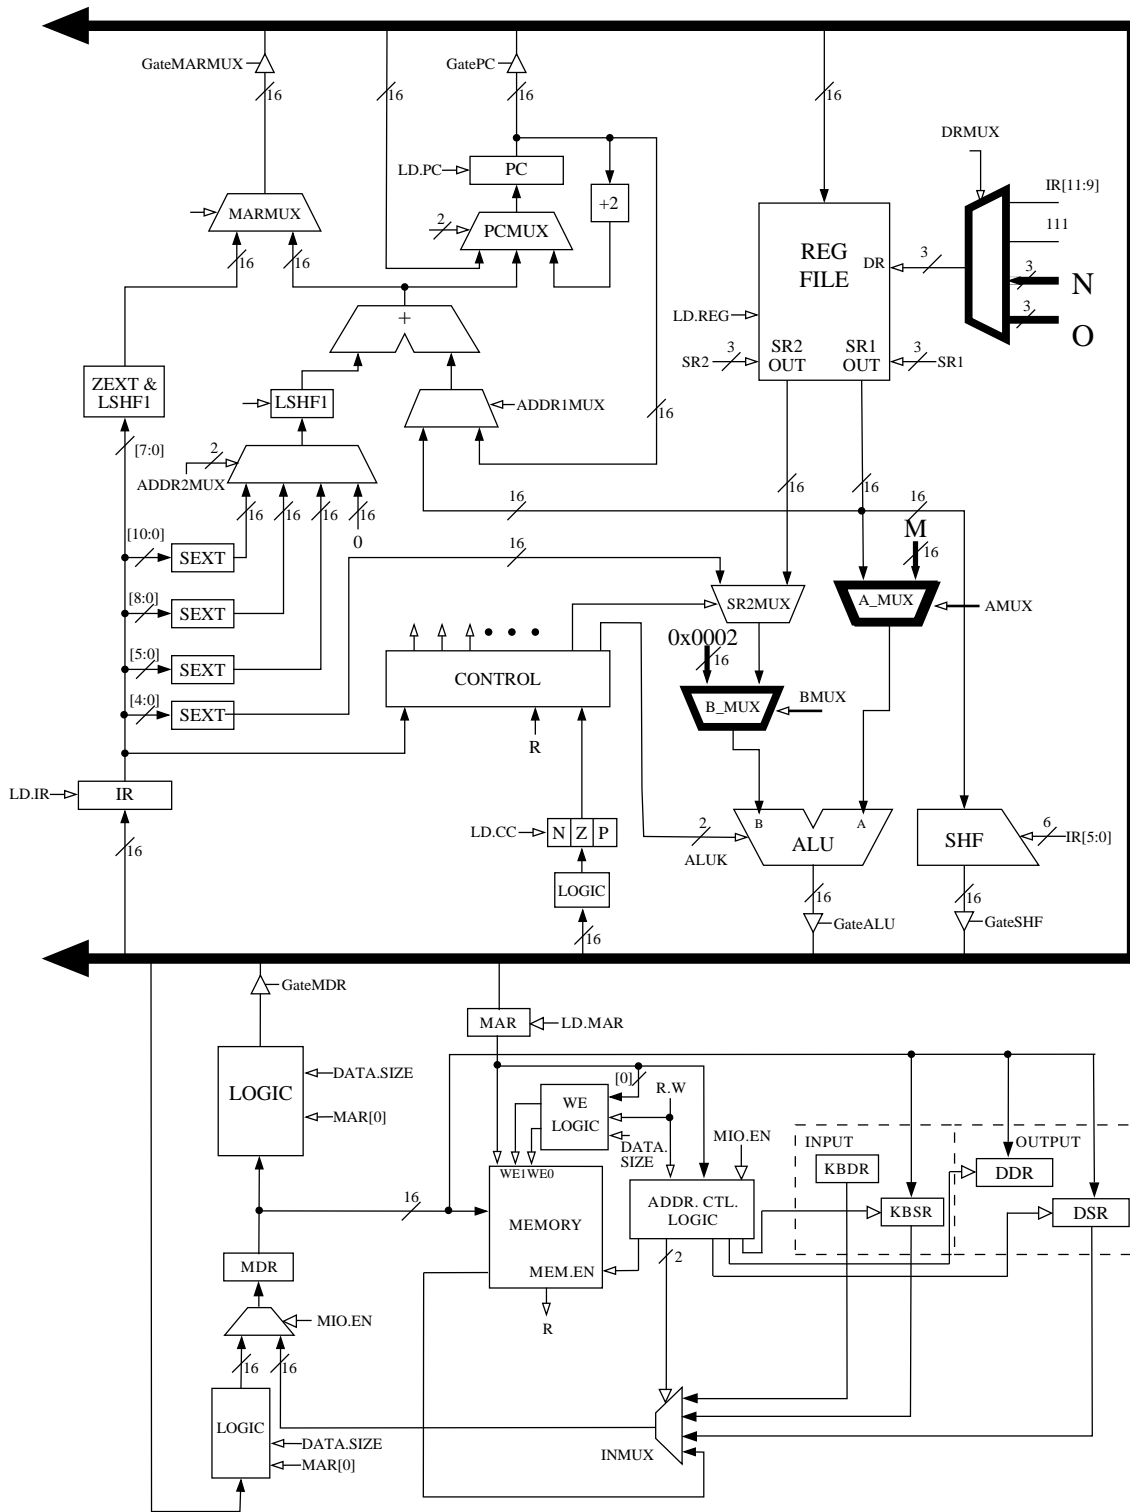 GateMARMUX
GatePC
16
16
16
16
DRMUX
LD.PC
PC
IR[11:9]
+2
MARMUX
2
PCMUX
111
REG
FILE
DR
3
16
16
3
N
3
O
LD.REG
+
SR2
OUT
SR1
OUT
SR2
3
3
SR1
ZEXT &
LSHF1
LSHF1
ADDR1MUX
16
[7:0]
2
ADDR2MUX
16
16
16
16
16
16
16
16
0
M
16
[10:0]
SEXT
16
[8:0]
SEXT
SR2MUX
A_MUX
AMUX
0x0002
16
[5:0]
SEXT
CONTROL
[4:0]
SEXT
B_MUX
BMUX
R
LD.IR
IR
16
LD.CC
N Z P
2
ALUK
B
A
ALU
SHF
6
IR[5:0]
LOGIC
16
16
16
GateALU
GateSHF
GateMDR
MAR
LD.MAR
LOGIC
DATA.SIZE
MAR[0]
[0]
R.W
WE
LOGIC
DATA.
SIZE
MIO.EN
INPUT
OUTPUT
KBDR
DDR
WE1WE0
16
MEMORY
ADDR. CTL.
LOGIC
KBSR
DSR
MDR
MEM.EN
2
MIO.EN
R
16
16
LOGIC
DATA.SIZE
MAR[0]
INMUX